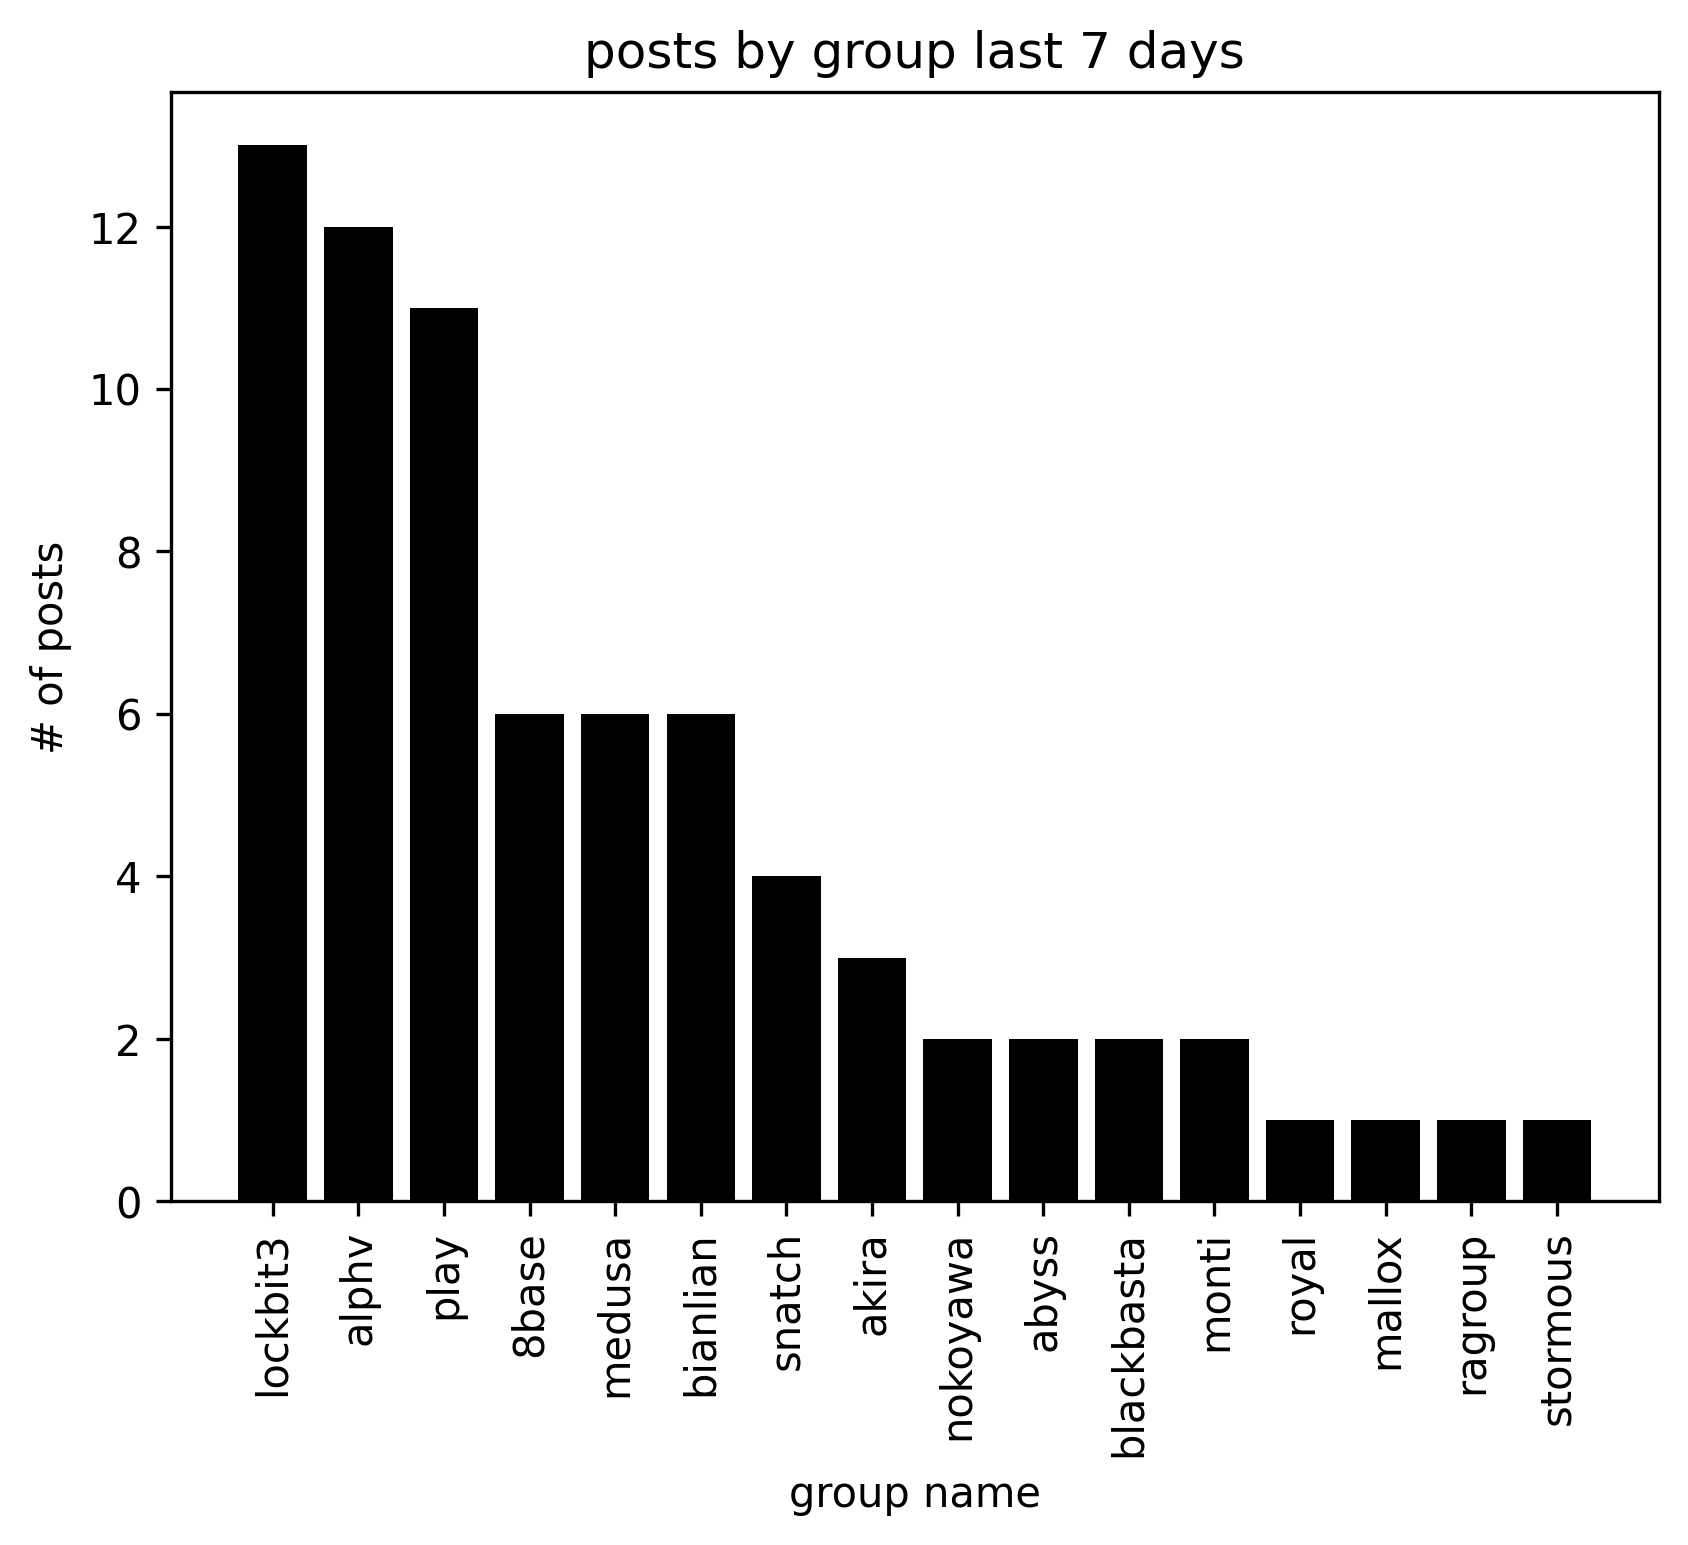 posts by group last 7 days
# of posts
12
10
8
6
4
2
0
lockbit3
alphv
play
8base
medusa
bianlian
snatch
akira
nokoyawa
abyss
blackbasta
monti
royal
mallox
ragroup
stormous
group name